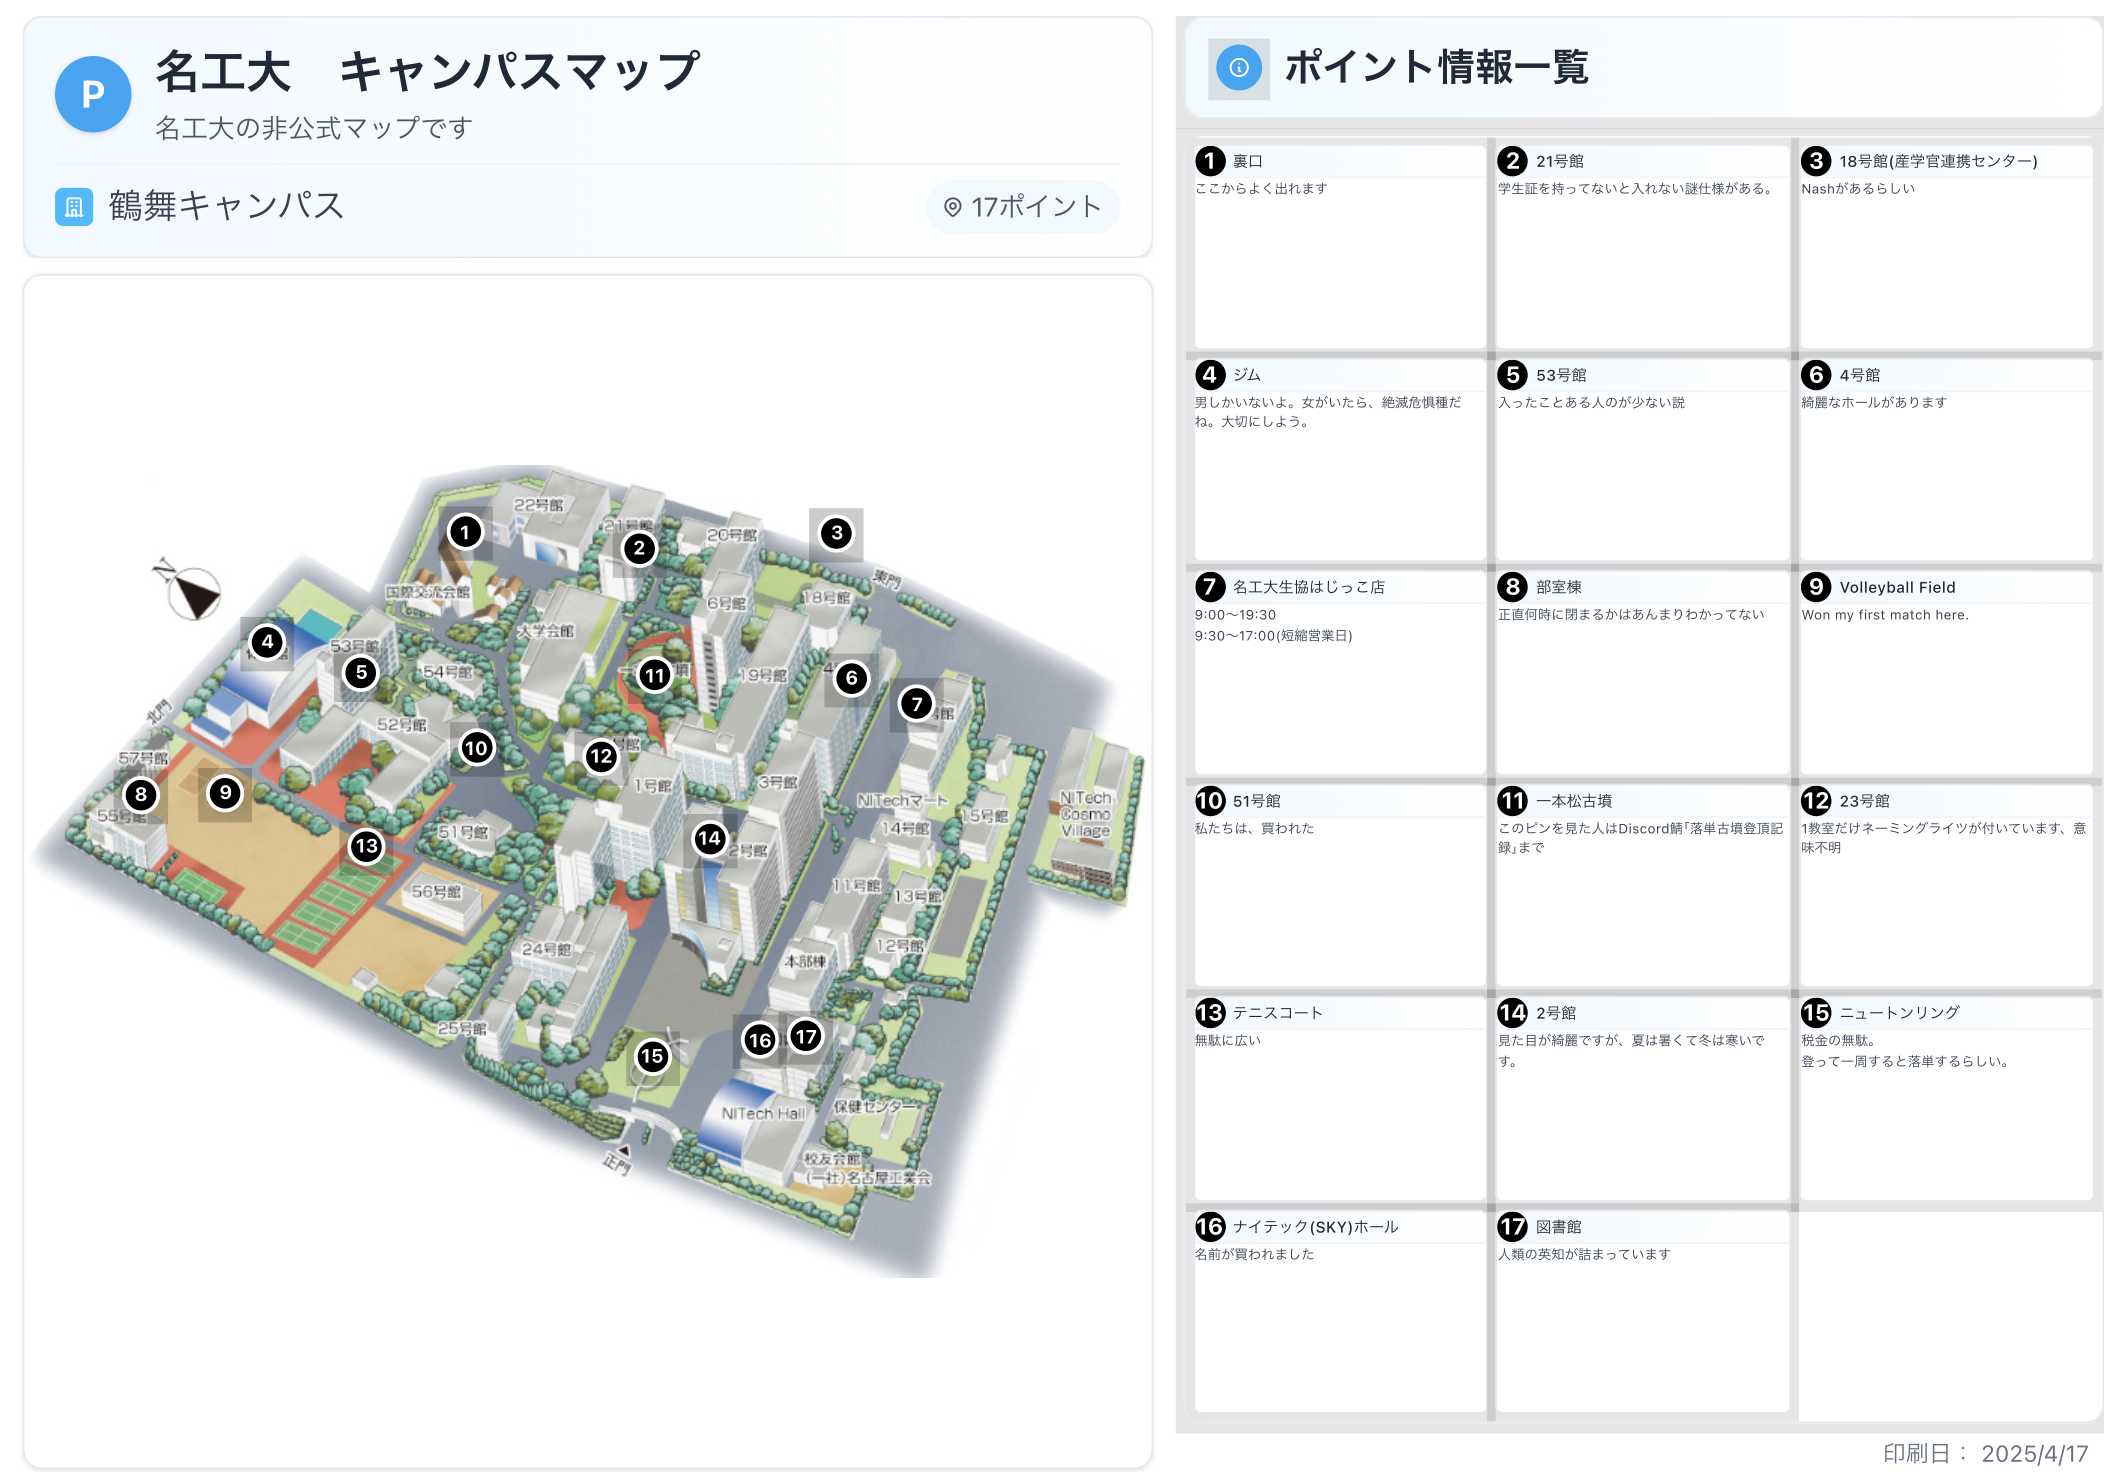 P
名工大　キャンパスマップ
名工大の非公式マップです
鶴舞キャンパス
17ポイント
22号館
1
21号館
2
20号館
3
東門
N
国際交流会館
6号館
18号館
大学会館
4
53号館
5
54号館
11
19号館
6
7
号館
北門
52号館
10
12
号館
57号館
8
9
1号館
3号館
NITechマート
NITech
Cosmo
Village
55号館
15号館
51号館
14号館
13
14
2号館
56号館
11号館
13号館
24号館
12号館
本部棟
25号館
15
16
17
NITech Hall
保健センター
正門
校友会館
(一社)名古屋工業会
ポイント情報一覧
1 裏口
ここからよく出れます
2 21号館
学生証を持ってないと入れない謎仕様がある。
3 18号館(産学官連携センター)
Nashがあるらしい
4 ジム
男しかいないよ。女がいたら、絶滅危惧種だ
ね。大切にしよう。
5 53号館
入ったことある人のが少ない説
6 4号館
綺麗なホールがあります
7 名工大生協はじっこ店
9:00〜19:30
9:30〜17:00(短縮営業日)
8 部室棟
正直何時に閉まるかはあんまりわかってない
9 Volleyball Field
Won my first match here.
10 51号館
私たちは、買われた
11 一本松古墳
このピンを見た人はDiscord鯖「落単古墳登頂記
録」まで
12 23号館
1教室だけネーミングライツが付いています、意
味不明
13 テニスコート
無駄に広い
14 2号館
見た目が綺麗ですが、夏は暑くて冬は寒いで
す。
15 ニュートンリング
税金の無駄。
登って一周すると落単するらしい。
16 ナイテック(SKY)ホール
名前が買われました
17 図書館
人類の英知が詰まっています
印刷日： 2025/4/17